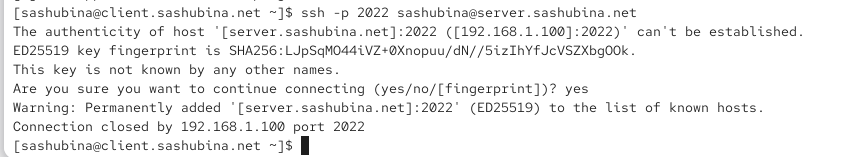 [sashubina@client.sashubina.net ~]$ ssh -p 2022 sashubina@server.sashubina.net
The authenticity of host '[server.sashubina.net]:2022 ([192.168.1.100]:2022)' can't be established.
ED25519 key fingerprint is SHA256:LJpSqMO44iVZ+0Xnopuu/dN//5izIhYfJcVSZXbgOOk.
This key is not known by any other names.
Are you sure you want to continue connecting (yes/no/[fingerprint])? yes
Warning: Permanently added '[server.sashubina.net]:2022' (ED25519) to the list of known hosts.
Connection closed by 192.168.1.100 port 2022
[sashubina@client.sashubina.net ~]$